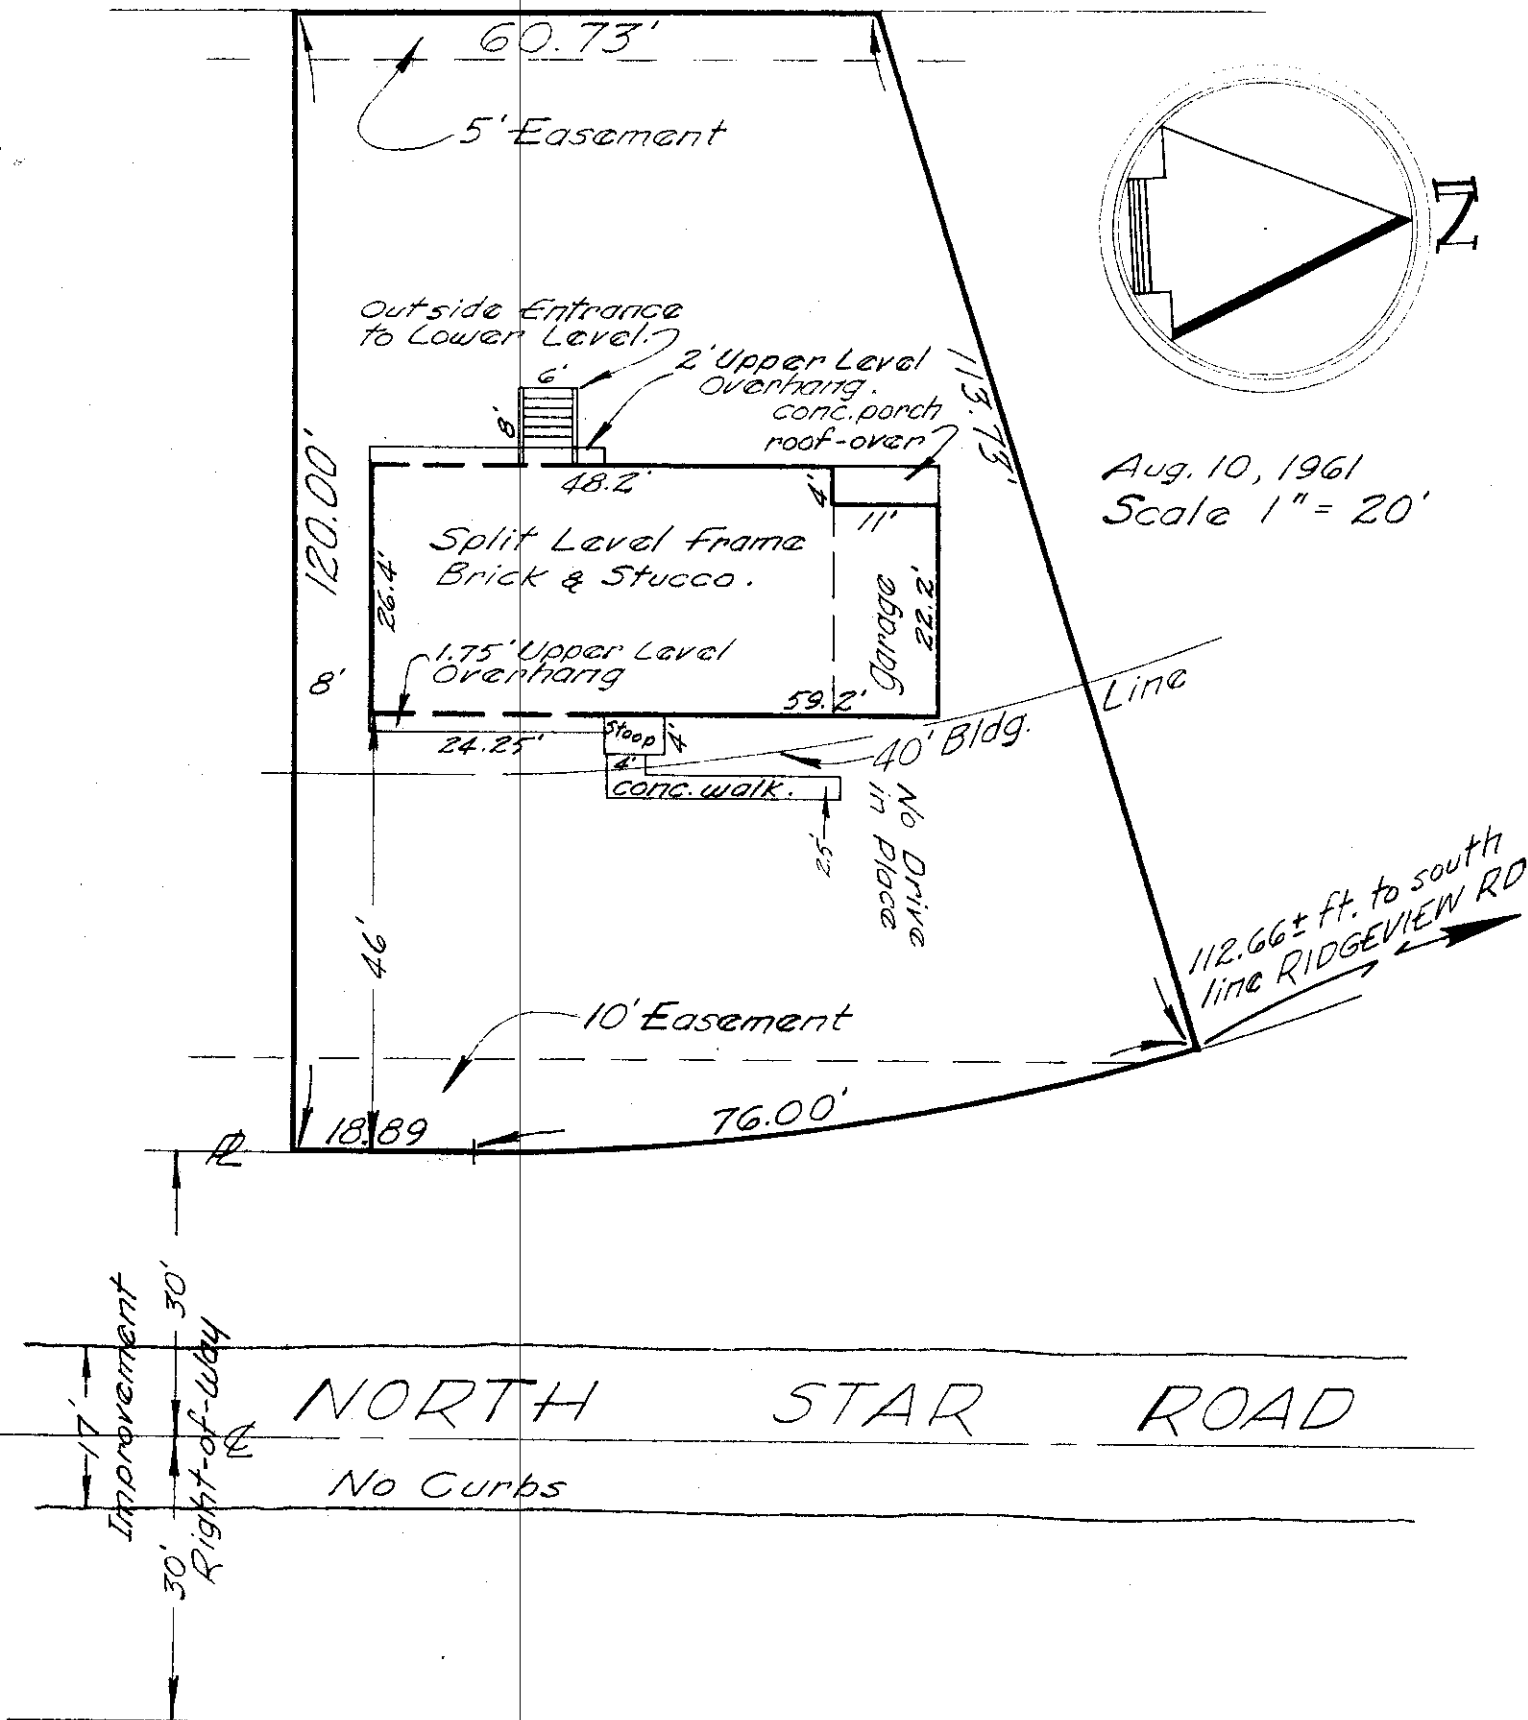 60.73'
5' Easement
N
Outside Entrance
to Lower Level.
2' Upper Level
Overhang.
6'
8'
conc. porch
roof-over
113.73'
120.00'
48.2'
4'
11'
Aug. 10, 1961
Scale 1" = 20'
Split Level Frame
Brick & Stucco.
26.4'
Garage
22.2'
1.75' Upper Level
Overhang
8'
59.2'
24.25'
Stoop
4'
4'
conc. walk.
2.5'
40' Bldg. Line
No Drive
in Place
46'
112.66± ft. to south
line RIDGEVIEW RD
10' Easement
18.89
76.00'
PL
30'
Improvement
17'
Right-of-Way
NORTH STAR ROAD
CL
No Curbs
30'